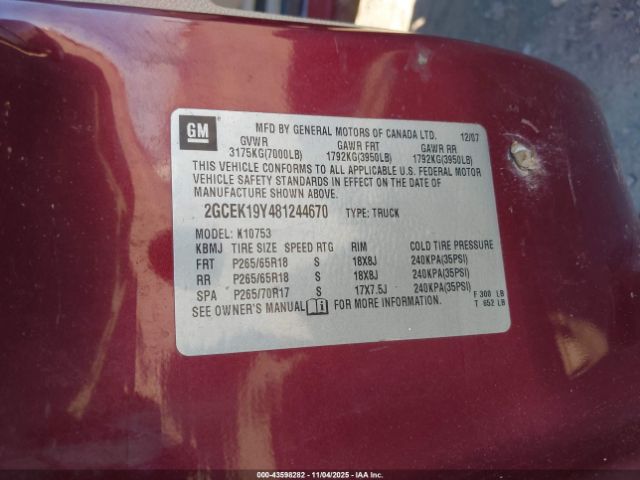 GM
MFD BY GENERAL MOTORS OF CANADA LTD. 12/07
GVWR GAWR FRT GAWR RR
3175KG(7000LB) 1792KG(3950LB) 1792KG(3950LB)
THIS VEHICLE CONFORMS TO ALL APPLICABLE U.S. FEDERAL MOTOR
VEHICLE SAFETY STANDARDS IN EFFECT ON THE DATE OF
MANUFACTURE SHOWN ABOVE.
2GCEK19Y481244670 TYPE: TRUCK
MODEL: K10753
KBMJ TIRE SIZE SPEED RTG RIM COLD TIRE PRESSURE
FRT P265/65R18 S 18X8J 240KPA(35PSI)
RR P265/65R18 S 18X8J 240KPA(35PSI)
SPA P265/70R17 S 17X7.5J 240KPA(35PSI)
SEE OWNER'S MANUAL i FOR MORE INFORMATION.
F 300 LB
T 652 LB
000-43598282 - 11/04/2025 - IAAI.CA